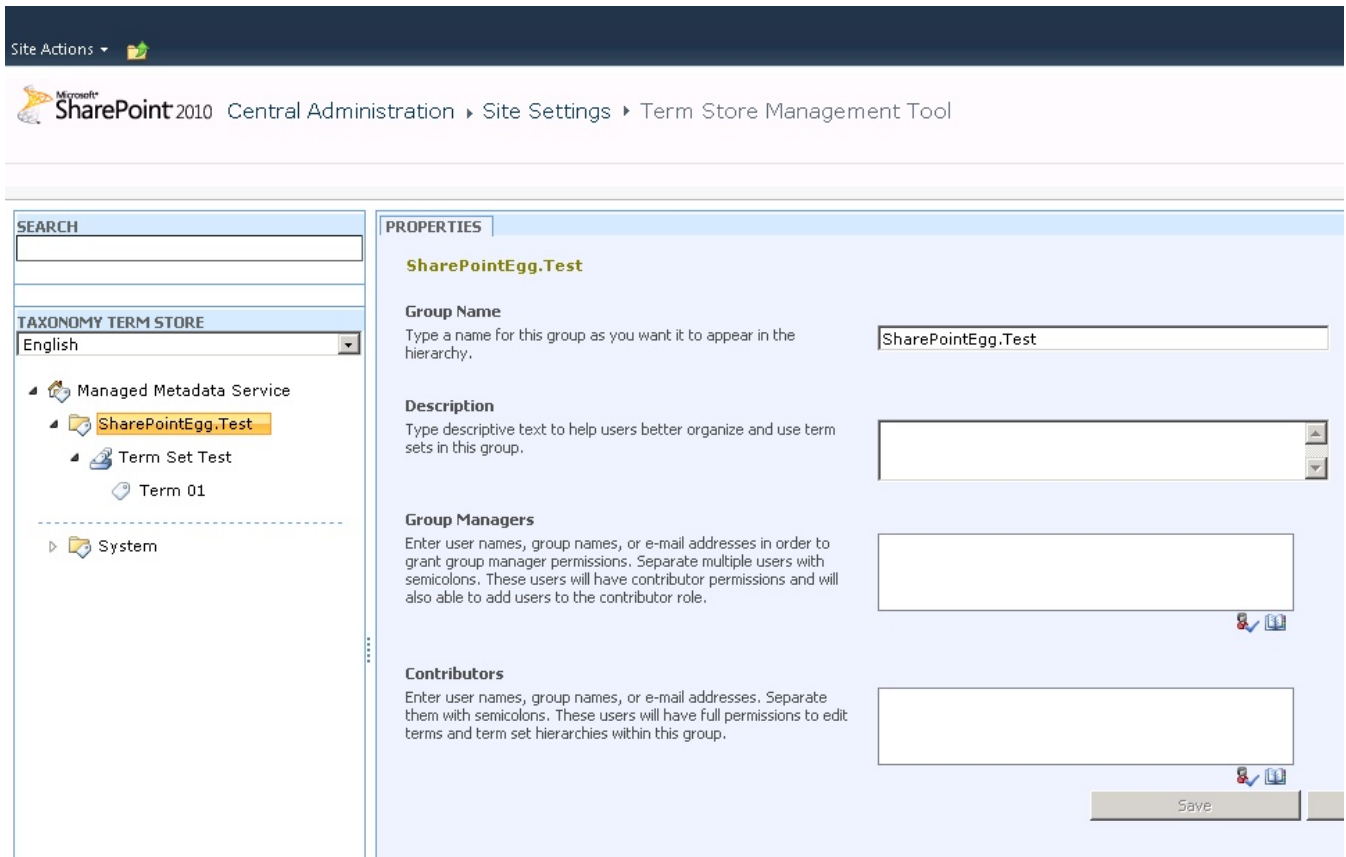 Site Actions
Microsoft
SharePoint 2010 Central Administration Site Settings Term Store Management Tool
SEARCH
TAXONOMY TERM STORE
English
Managed Metadata Service
SharePointEgg.Test
Term Set Test
Term 01
System
PROPERTIES
SharePointEgg.Test
Group Name
Type a name for this group as you want it to appear in the
hierarchy.
SharePointEgg.Test
Description
Type descriptive text to help users better organize and use term
sets in this group.
Group Managers
Enter user names, group names, or e-mail addresses in order to
grant group manager permissions. Separate multiple users with
semicolons. These users will have contributor permissions and will
also able to add users to the contributor role.
Contributors
Enter user names, group names, or e-mail addresses. Separate
them with semicolons. These users will have full permissions to edit
terms and term set hierarchies within this group.
Save